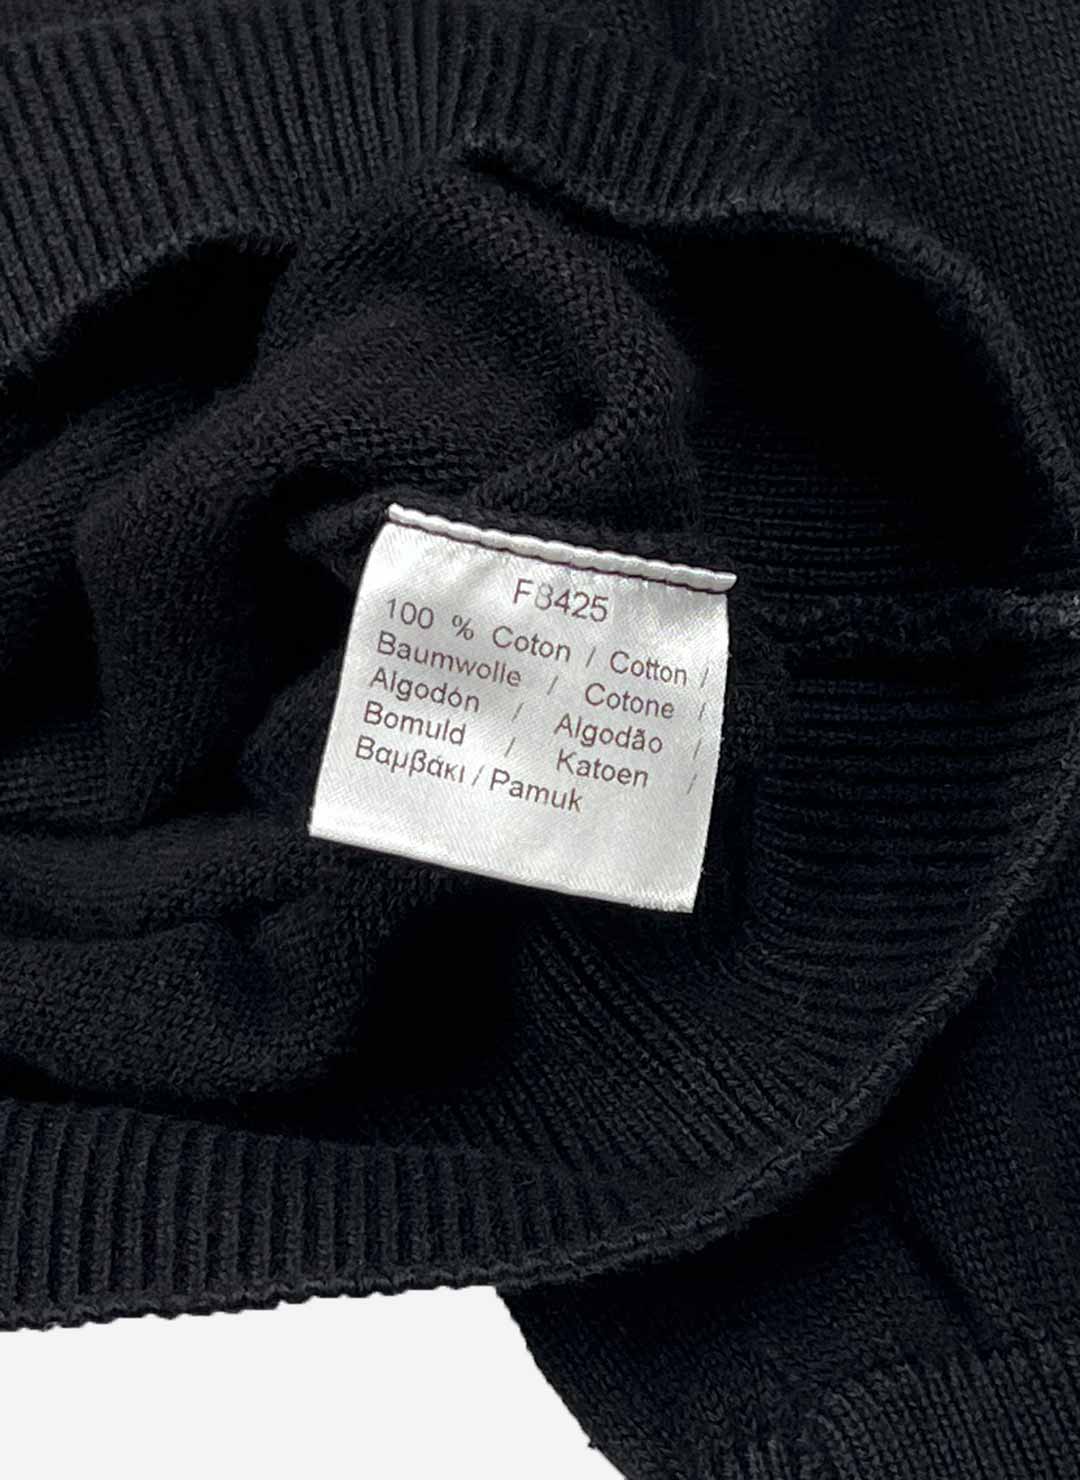 F8425
100 % Coton / Cotton /
Baumwolle / Cotone /
Algodón / Algodão /
Bomuld / Katoen /
Βαμβάκι / Pamuk